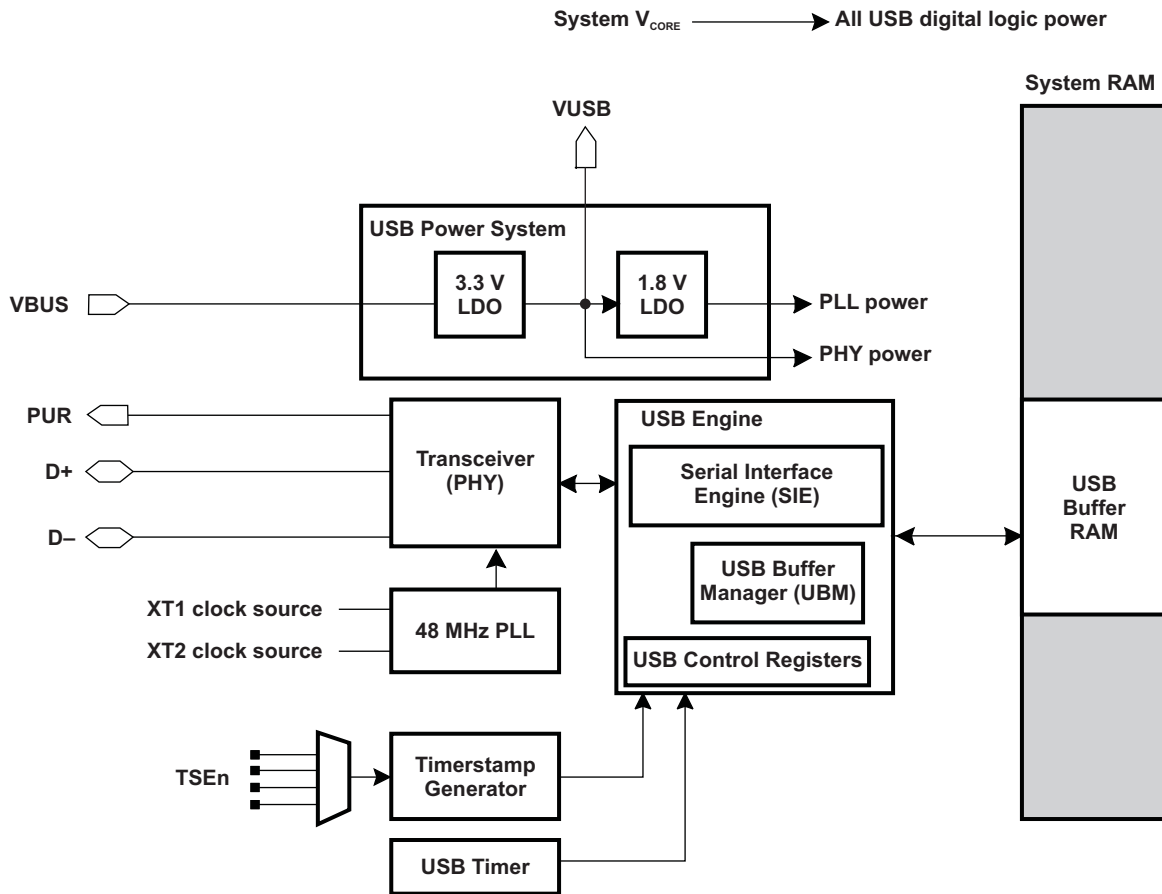 System VCORE
All USB digital logic power
System RAM
VUSB
USB Power System
3.3 V
LDO
1.8 V
LDO
VBUS
PLL power
PHY power
PUR
D+
D–
Transceiver
(PHY)
USB Engine
Serial Interface
Engine (SIE)
USB Buffer
Manager (UBM)
USB Control Registers
USB
Buffer
RAM
XT1 clock source
XT2 clock source
48 MHz PLL
TSEn
Timerstamp
Generator
USB Timer